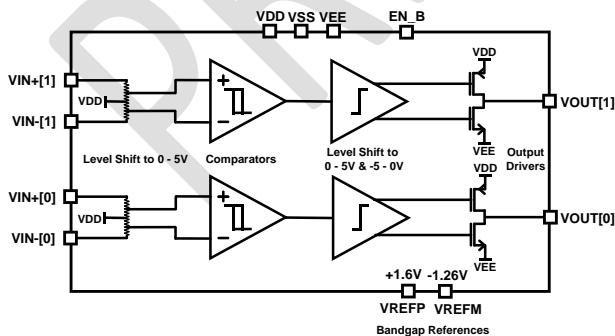 VDD VSS VEE EN_B
VIN+[1]
VDD
VIN-[1]
+
-
VDD
VEE
VOUT[1]
Level Shift to 0 - 5V
Comparators
Level Shift to
0 - 5V & -5 - 0V
Output
Drivers
VIN+[0]
VDD
VIN-[0]
+
-
VDD
VEE
VOUT[0]
+1.6V -1.26V
VREFP VREFM
Bandgap References